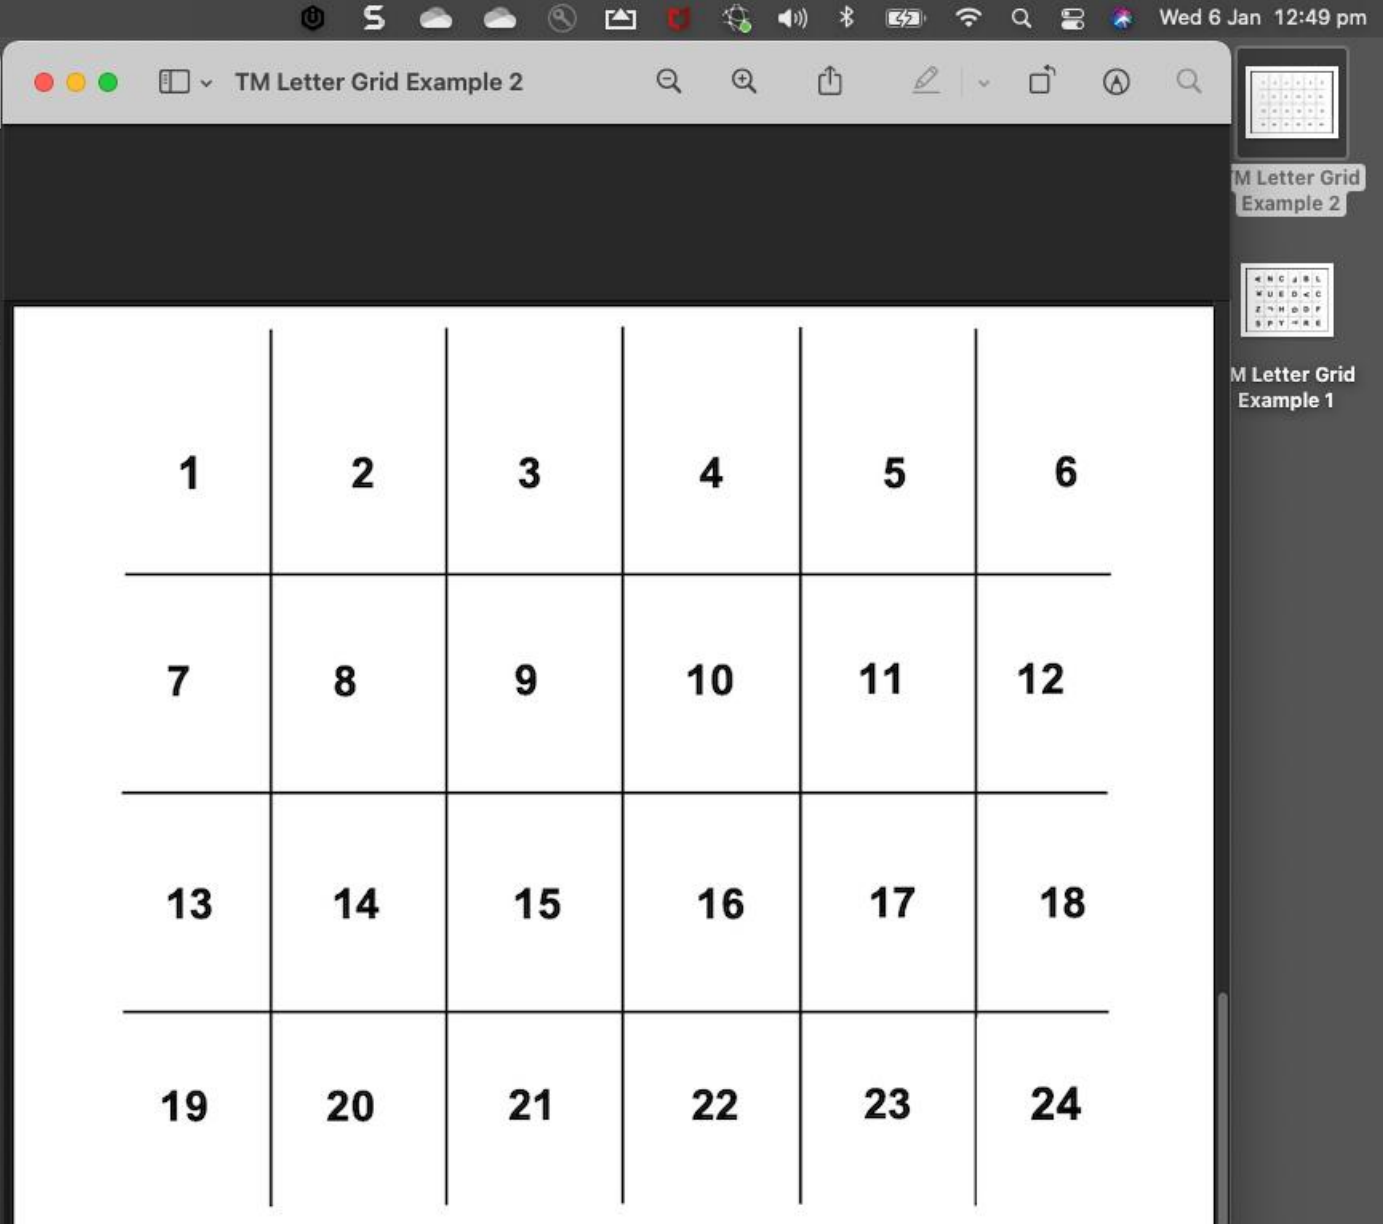 Wed 6 Jan 12:49 pm
TM Letter Grid Example 2
M Letter Grid
Example 2
M Letter Grid
Example 1
1 2 3 4 5 6
7 8 9 10 11 12
13 14 15 16 17 18
19 20 21 22 23 24